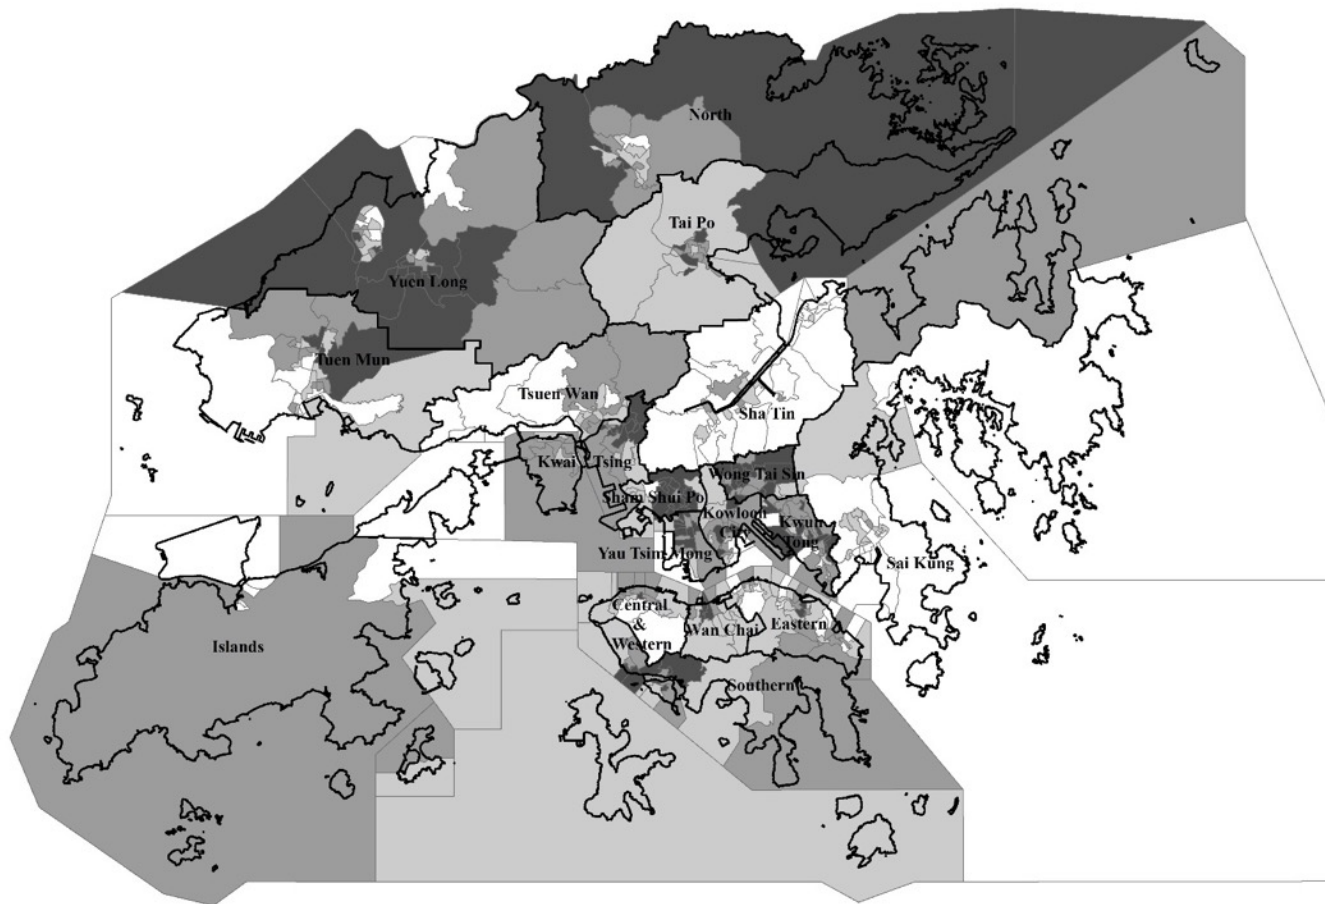 North
Tai Po
Yuen Long
Tuen Mun
Tsuen Wan
Sha Tin
Kwai Tsing
Wong Tai Sin
Sham Shui Po
Kowloon
City
Kwun
Tong
Yau Tsim Mong
Sai Kung
Central
&
Western
Wan Chai
Eastern
Islands
Southern